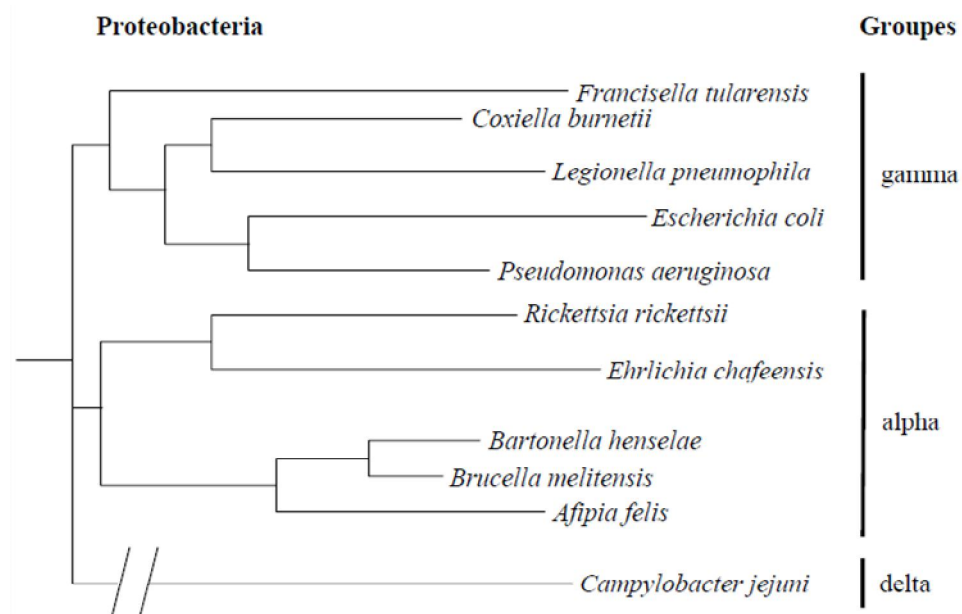 Proteobacteria Groupes
Francisella tularensis
Coxiella burnetii
Legionella pneumophila
gamma
Escherichia coli
Pseudomonas aeruginosa
Rickettsia rickettsii
Ehrlichia chafeensis
alpha
Bartonella henselae
Brucella melitensis
Afipia felis
Campylobacter jejuni delta